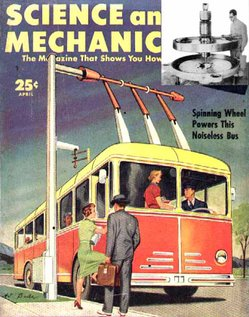 SCIENCE an
MECHANIC
The Magazine That Shows You How
25¢
APRIL
Spinning Wheel
Powers This
Noiseless Bus